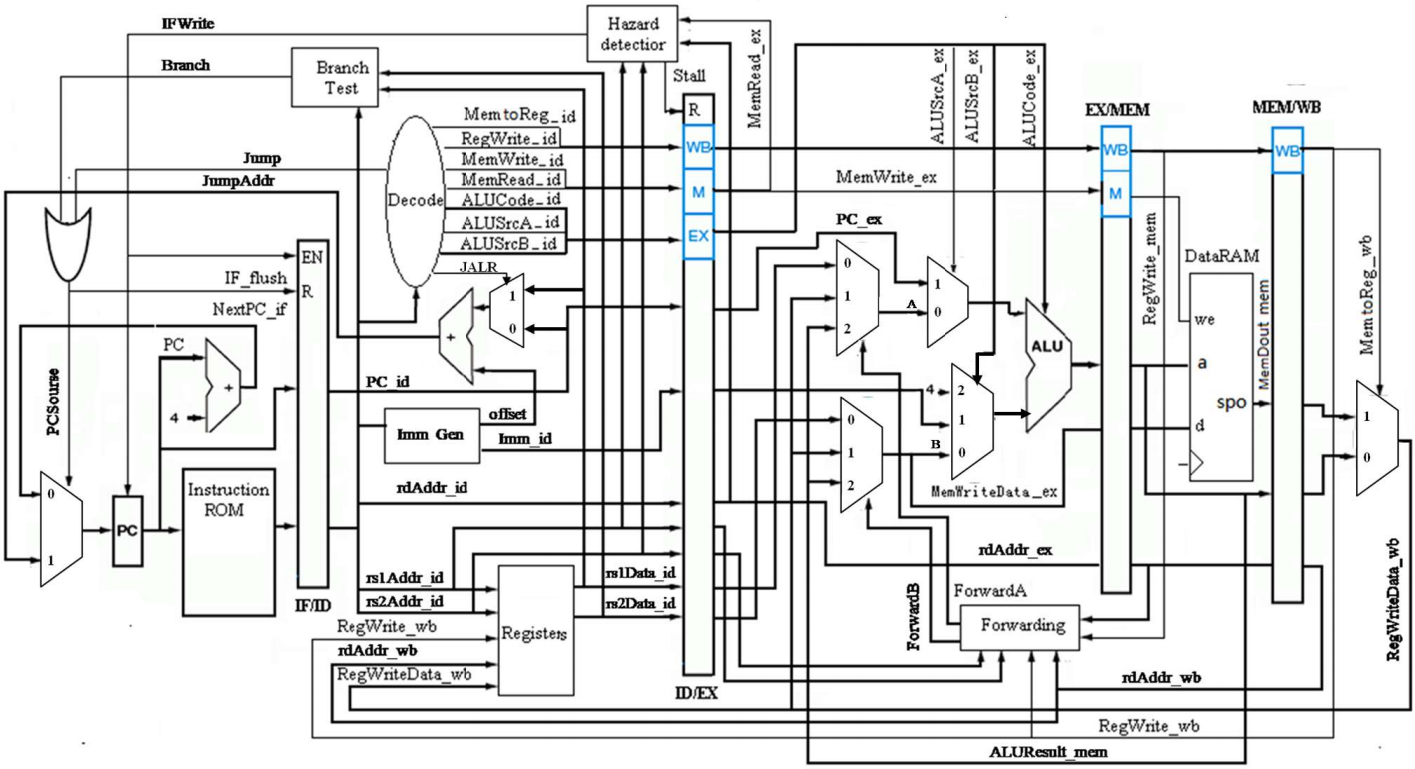 IFWrite
Hazard
detectior
Branch
Branch
Test
Stall
R
MemRead_ex
ALUSrcA_ex
ALUSrcB_ex
ALUCode_ex
EX/MEM
MEM/WB
MemtoReg_id
RegWrite_id
MemWrite_id
MemRead_id
ALUCode_id
ALUSrcA_id
ALUSrcB_id
Decode
JALR
WB
M
EX
WB
M
WB
Jump
JumpAddr
MemWrite_ex
PC_ex
RegWrite_mem
MemtoReg_wb
DataRAM
we
a
spo
d
MemDout_mem
EN
R
IF_flush
NextPC_if
PC
4
+
PCSourse
1
0
+
0
1
2
A
1
0
ALU
4
2
1
0
B
0
1
2
1
0
PC_id
offset
Imm Gen
Imm_id
MemWriteData_ex
0
1
PC
Instruction
ROM
IF/ID
rdAddr_id
rs1Addr_id
rs2Addr_id
rs1Data_id
rs2Data_id
Registers
RegWrite_wb
rdAddr_wb
RegWriteData_wb
ID/EX
rdAddr_ex
ForwardA
ForwardB
Forwarding
RegWriteData_wb
rdAddr_wb
RegWrite_wb
ALUResult_mem